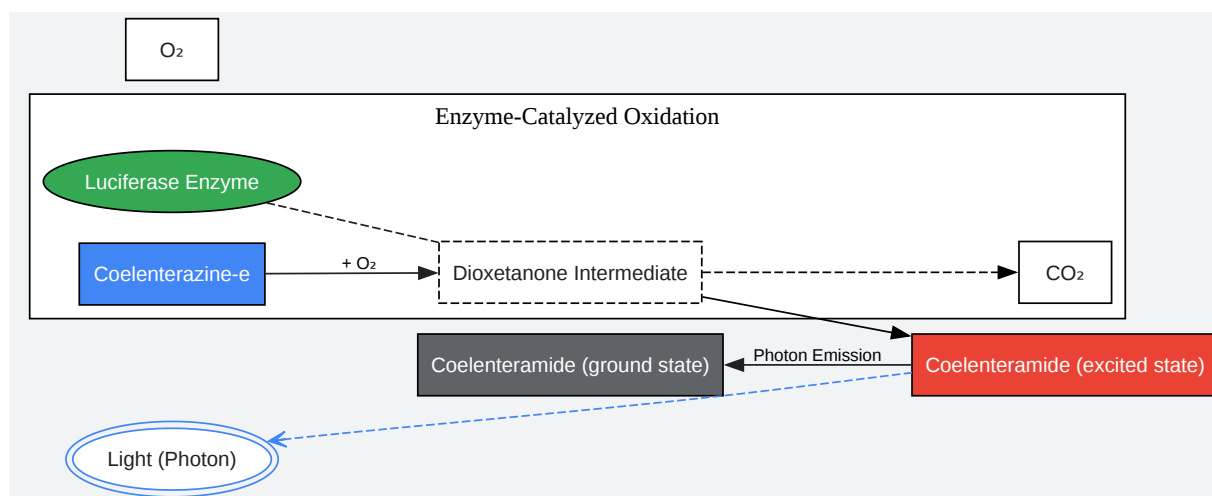 O₂
Enzyme-Catalyzed Oxidation
Luciferase Enzyme
Coelenterazine-e
+ O₂
Dioxetanone Intermediate
CO₂
Coelenteramide (ground state)
Photon Emission
Coelenteramide (excited state)
Light (Photon)